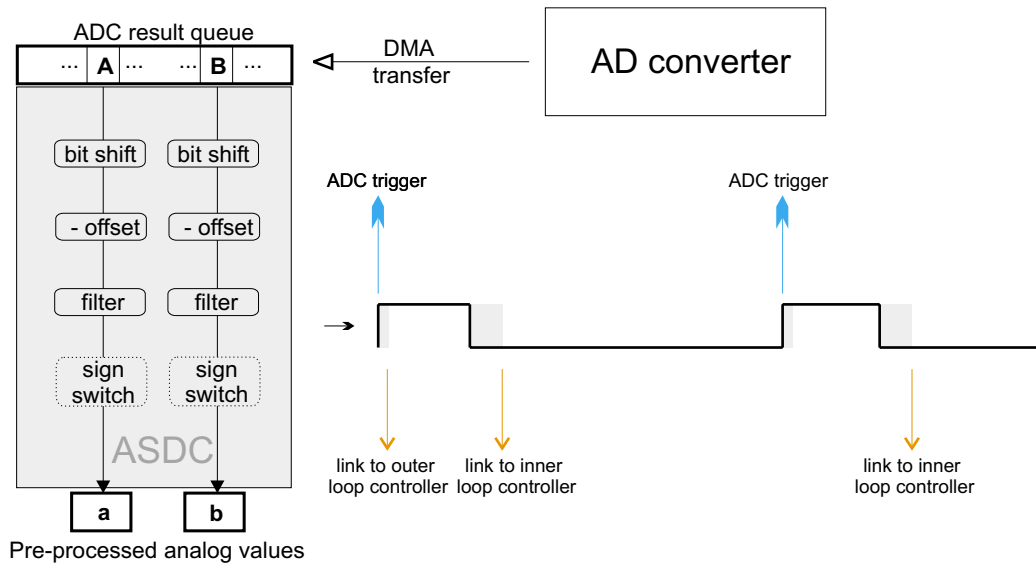 ADC result queue
... A ... ... B ...
DMA
transfer
AD converter
bit shift bit shift
- offset - offset
filter filter
sign
switch
sign
switch
ASDC
a b
Pre-processed analog values
ADC trigger
ADC trigger
link to outer
loop controller
link to inner
loop controller
link to inner
loop controller